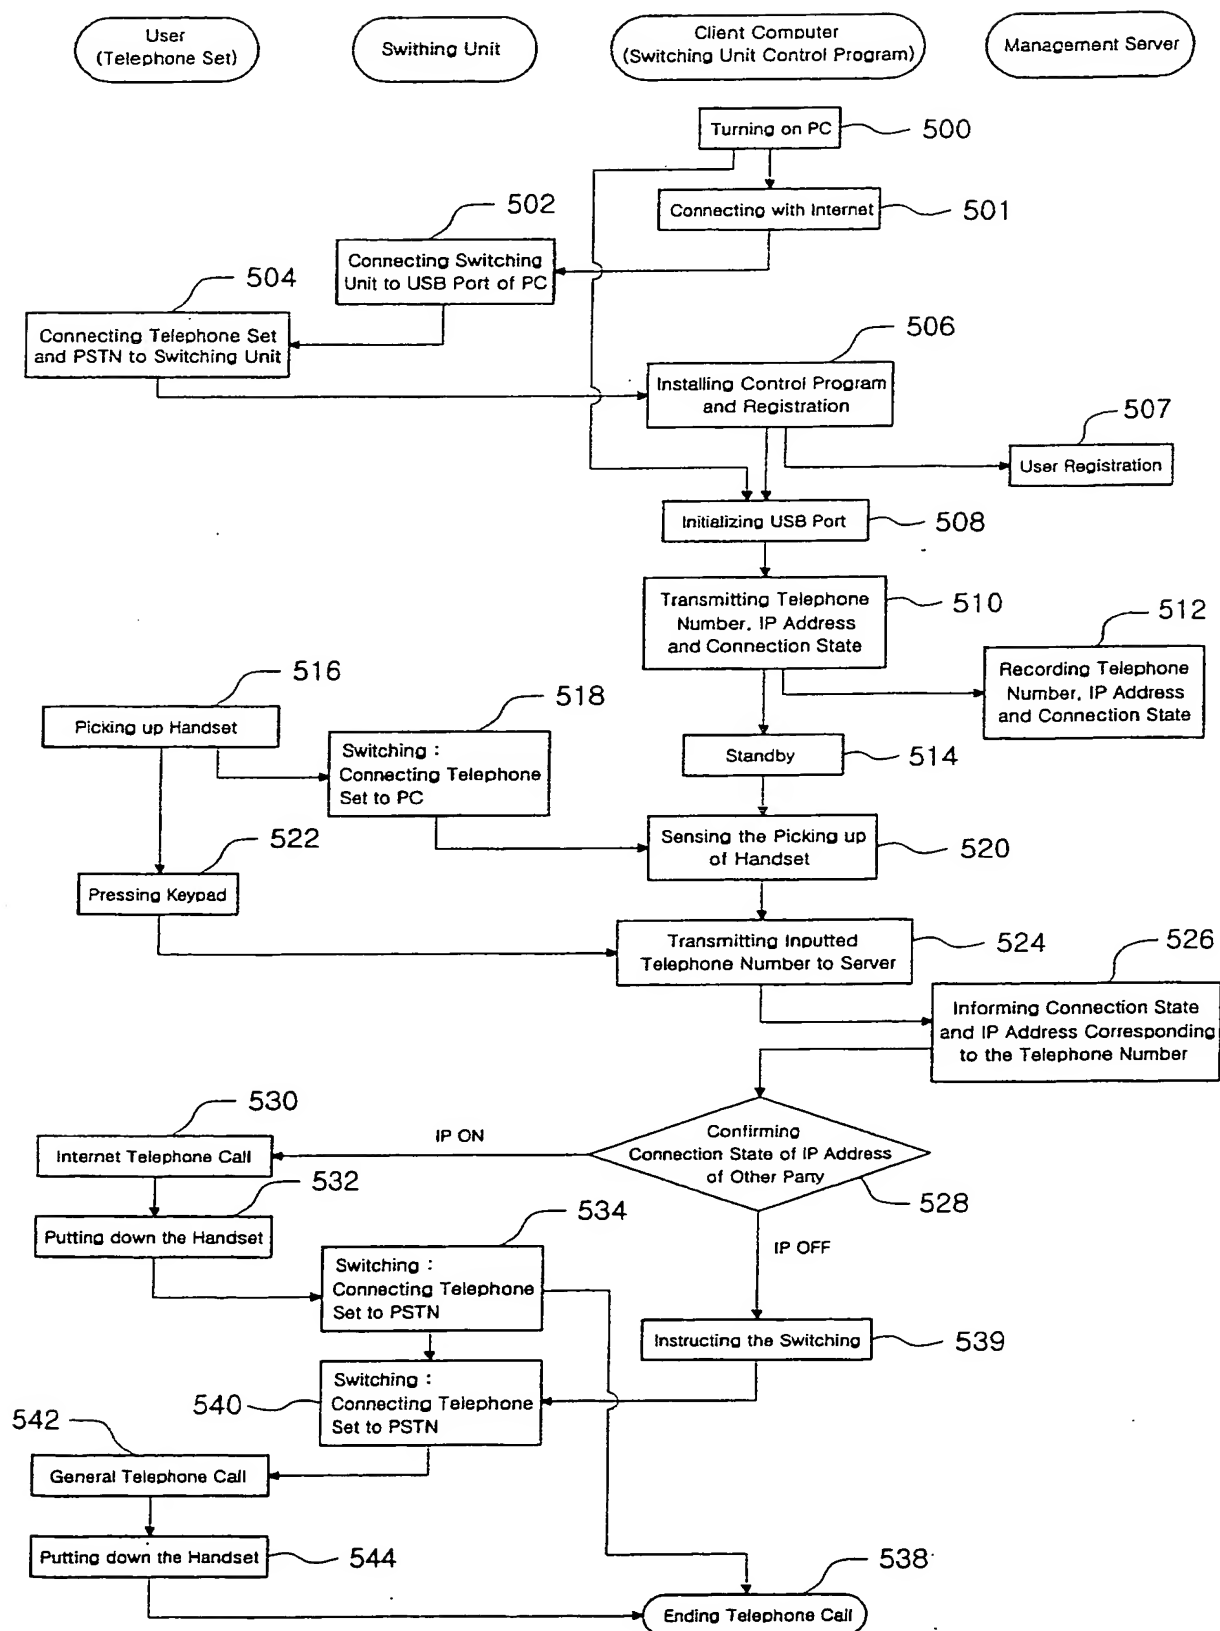 User
(Telephone Set)
Swithing Unit
Client Computer
(Switching Unit Control Program)
Management Server
Turning on PC
500
Connecting with Internet
501
502
Connecting Switching
Unit to USB Port of PC
504
Connecting Telephone Set
and PSTN to Switching Unit
506
Installing Control Program
and Registration
507
User Registration
Initializing USB Port
508
Transmitting Telephone
Number, IP Address
and Connection State
510
512
Recording Telephone
Number, IP Address
and Connection State
516
Picking up Handset
518
Switching :
Connecting Telephone
Set to PC
Standby
514
Sensing the Picking up
of Handset
520
522
Pressing Keypad
Transmitting Inputted
Telephone Number to Server
524
526
Informing Connection State
and IP Address Corresponding
to the Telephone Number
Confirming
Connection State of IP Address
of Other Party
528
IP ON
530
Internet Telephone Call
532
Putting down the Handset
534
Switching :
Connecting Telephone
Set to PSTN
IP OFF
Instructing the Switching
539
Switching :
Connecting Telephone
Set to PSTN
540
542
General Telephone Call
Putting down the Handset
544
538
Ending Telephone Call